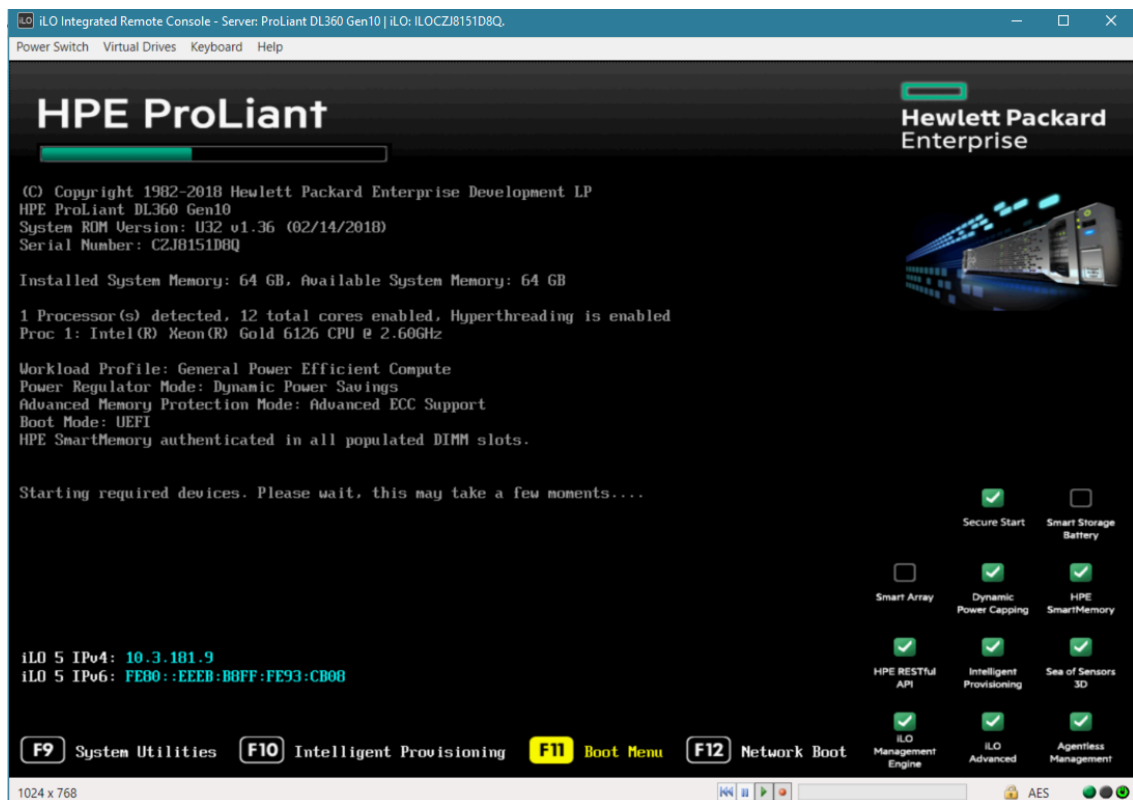 iLO Integrated Remote Console - Server: ProLiant DL360 Gen10 | iLO: ILOCZJ8151D8Q.
Power Switch Virtual Drives Keyboard Help
HPE ProLiant
Hewlett Packard
Enterprise
(C) Copyright 1982-2018 Hewlett Packard Enterprise Development LP
HPE ProLiant DL360 Gen10
System ROM Version: U32 v1.36 (02/14/2018)
Serial Number: CZJ8151D8Q
Installed System Memory: 64 GB, Available System Memory: 64 GB
1 Processor(s) detected, 12 total cores enabled, Hyperthreading is enabled
Proc 1: Intel(R) Xeon(R) Gold 6126 CPU @ 2.60GHz
Workload Profile: General Power Efficient Compute
Power Regulator Mode: Dynamic Power Savings
Advanced Memory Protection Mode: Advanced ECC Support
Boot Mode: UEFI
HPE SmartMemory authenticated in all populated DIMM slots.
Starting required devices. Please wait, this may take a few moments....
Secure Start
Smart Storage
Battery
Smart Array
Dynamic
Power Capping
HPE
SmartMemory
iLO 5 IPv4: 10.3.181.9
iLO 5 IPv6: FE80::EEEB:B8FF:FE93:CB08
HPE RESTful
API
Intelligent
Provisioning
Sea of Sensors
3D
F9 System Utilities F10 Intelligent Provisioning F11 Boot Menu F12 Network Boot
iLO
Management
Engine
iLO
Advanced
Agentless
Management
1024 x 768
AES